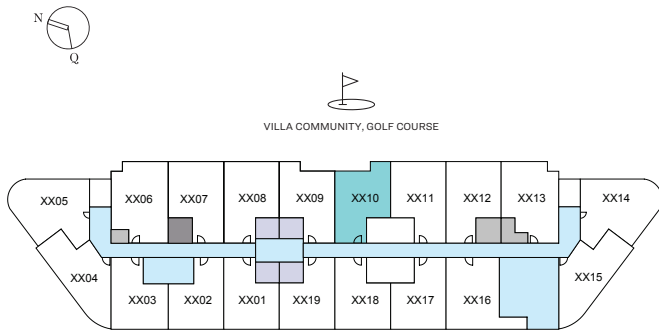 N
Q
VILLA COMMUNITY, GOLF COURSE
XX05 XX06 XX07 XX08 XX09 XX10 XX11 XX12 XX13 XX14
XX04 XX03 XX02 XX01 XX19 XX18 XX17 XX16 XX15